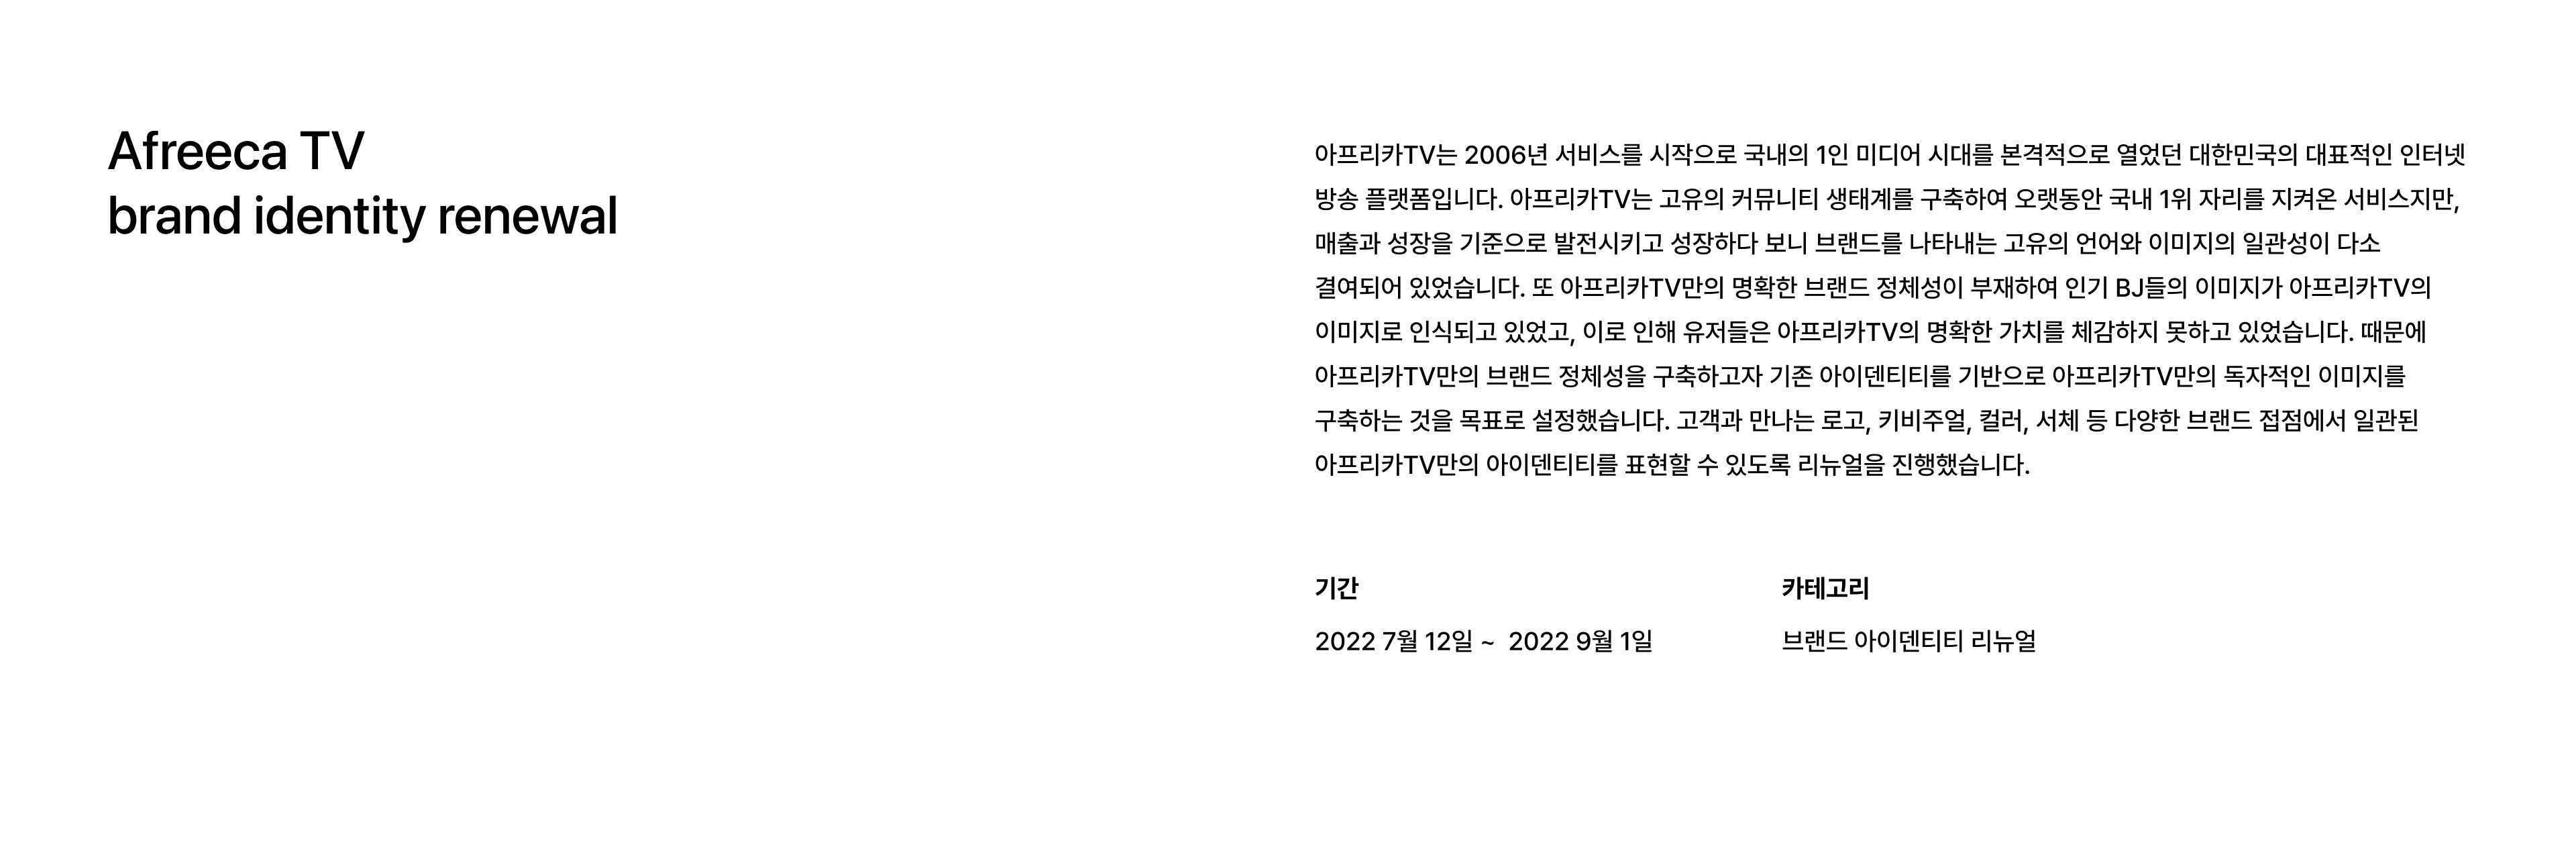 Afreeca TV
brand identity renewal
아프리카TV는 2006년 서비스를 시작으로 국내의 1인 미디어 시대를 본격적으로 열었던 대한민국의 대표적인 인터넷
방송 플랫폼입니다. 아프리카TV는 고유의 커뮤니티 생태계를 구축하여 오랫동안 국내 1위 자리를 지켜온 서비스지만,
매출과 성장을 기준으로 발전시키고 성장하다 보니 브랜드를 나타내는 고유의 언어와 이미지의 일관성이 다소
결여되어 있었습니다. 또 아프리카TV만의 명확한 브랜드 정체성이 부재하여 인기 BJ들의 이미지가 아프리카TV의
이미지로 인식되고 있었고, 이로 인해 유저들은 아프리카TV의 명확한 가치를 체감하지 못하고 있었습니다. 때문에
아프리카TV만의 브랜드 정체성을 구축하고자 기존 아이덴티티를 기반으로 아프리카TV만의 독자적인 이미지를
구축하는 것을 목표로 설정했습니다. 고객과 만나는 로고, 키비주얼, 컬러, 서체 등 다양한 브랜드 접점에서 일관된
아프리카TV만의 아이덴티티를 표현할 수 있도록 리뉴얼을 진행했습니다.
기간
2022 7월 12일 ~ 2022 9월 1일
카테고리
브랜드 아이덴티티 리뉴얼